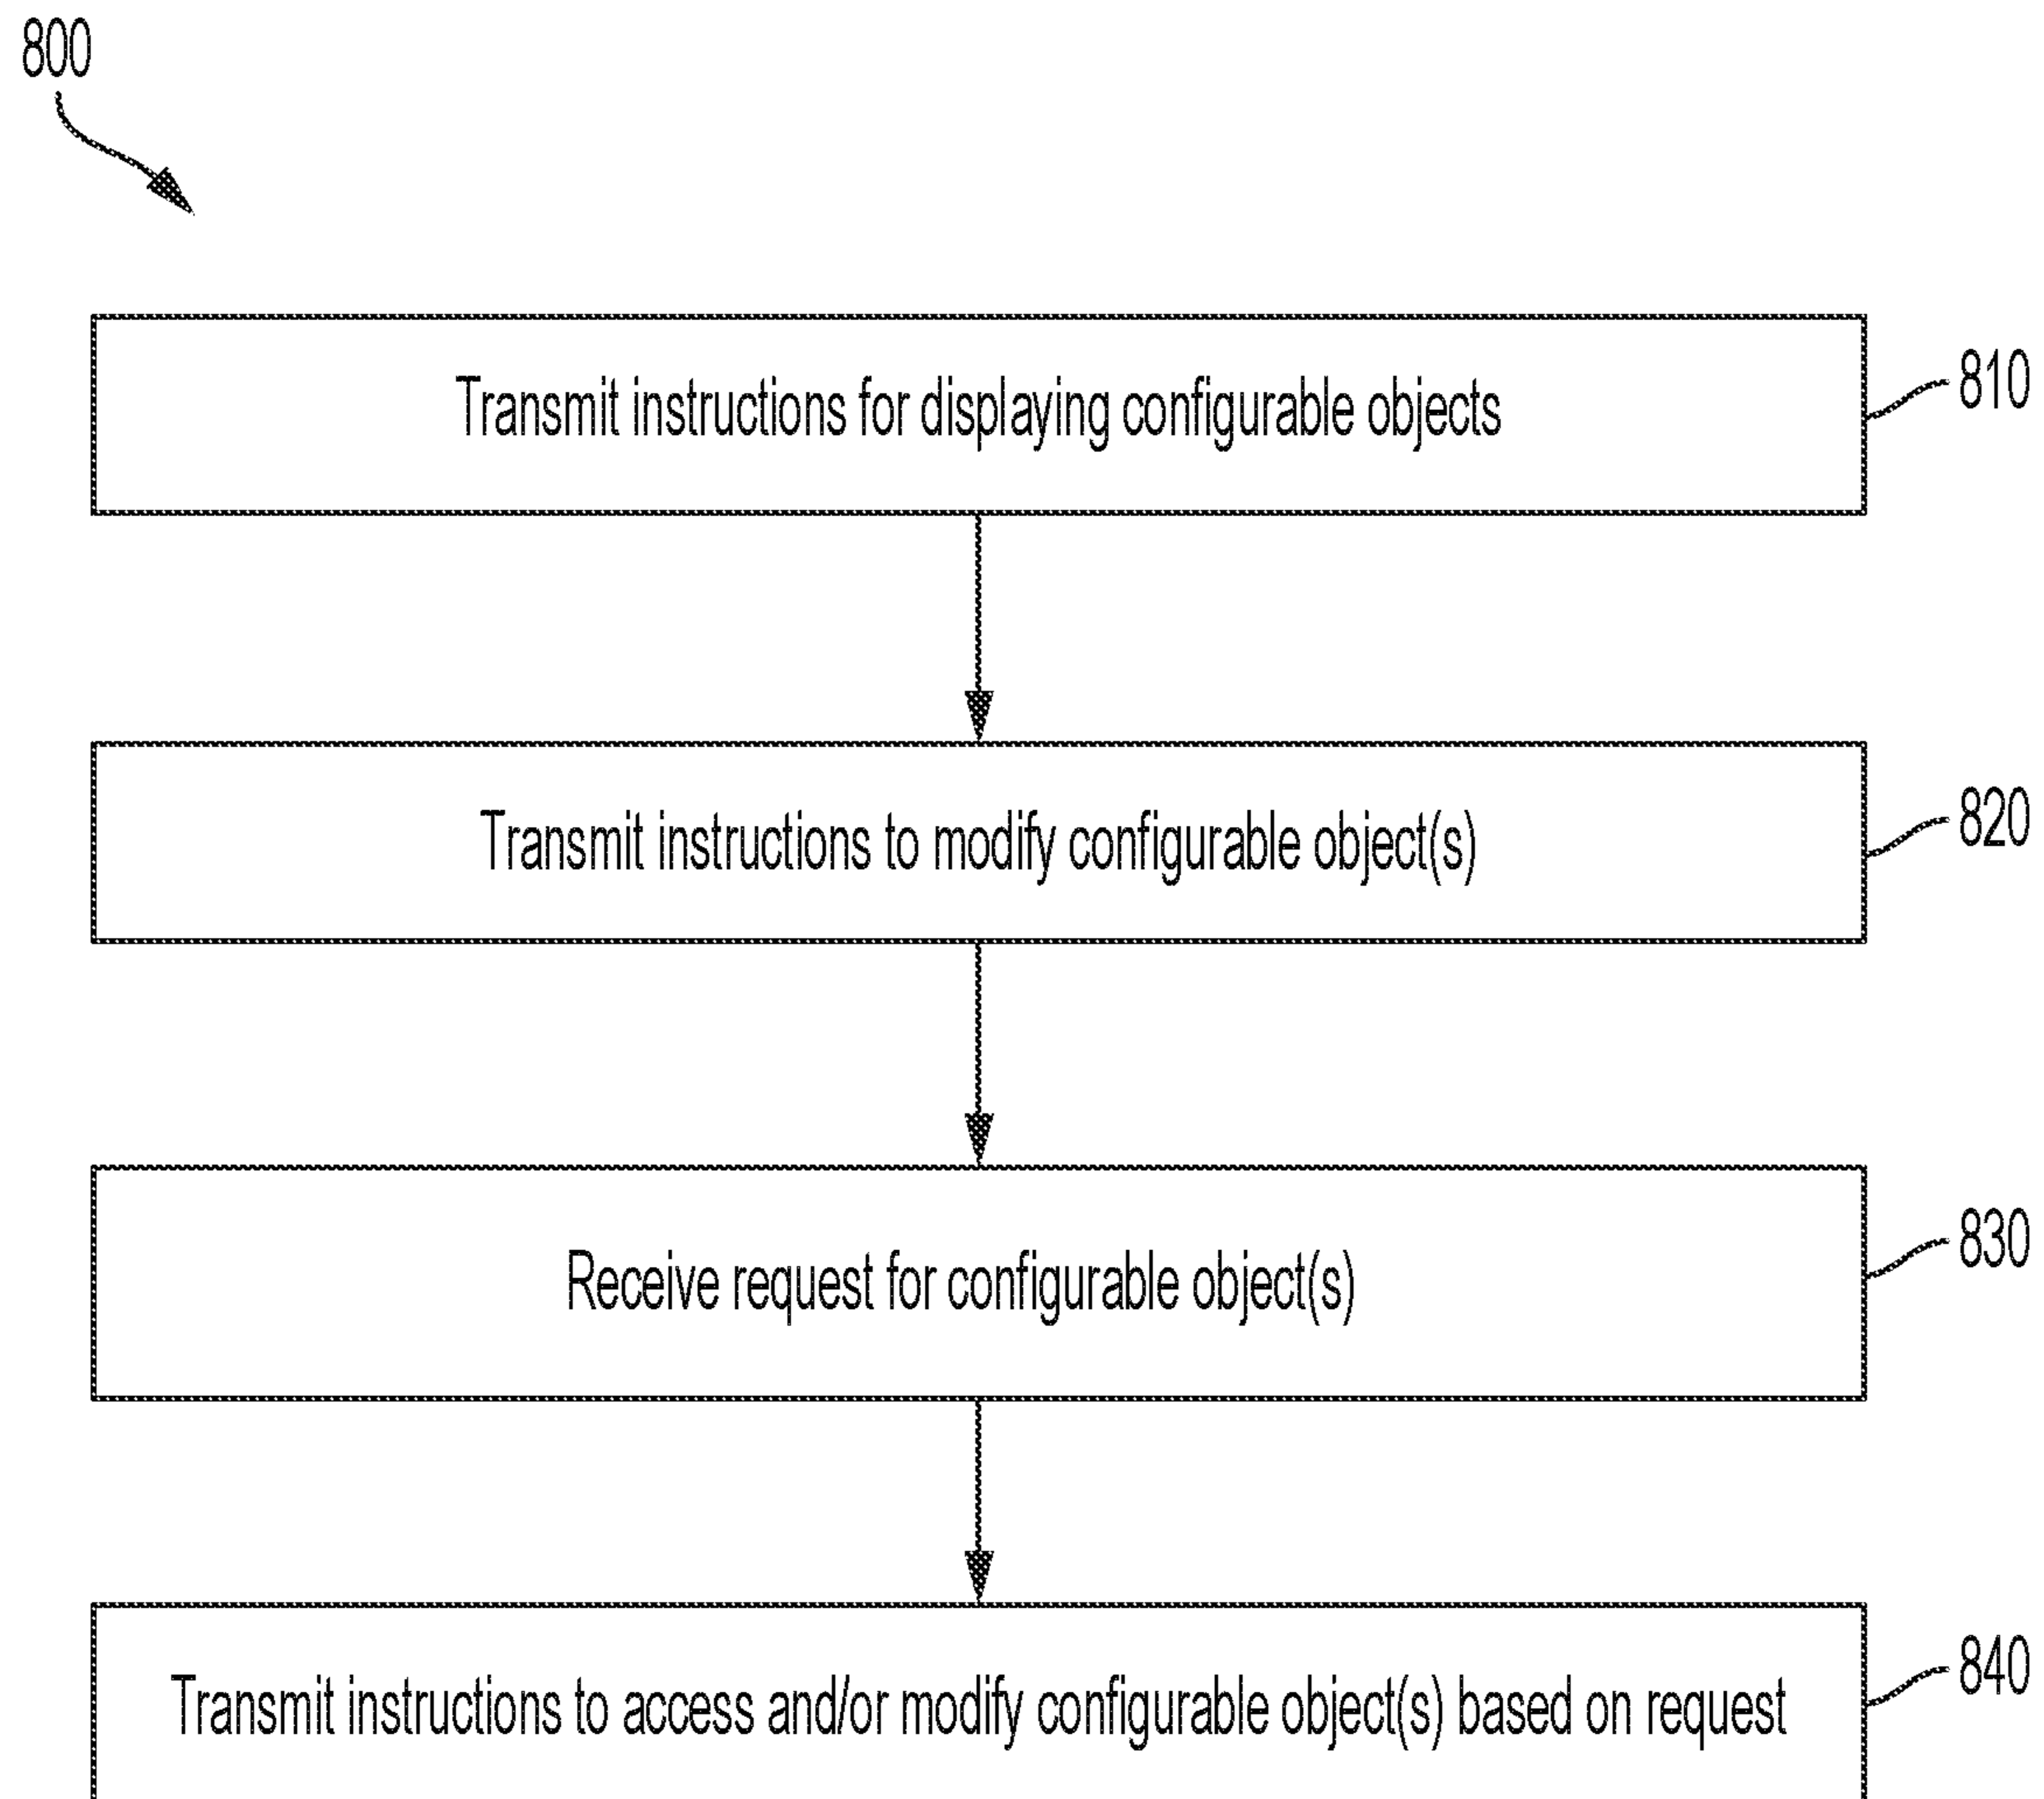 800
Transmit instructions for displaying configurable objects
810
Transmit instructions to modify configurable object(s)
820
Receive request for configurable object(s)
830
Transmit instructions to access and/or modify configurable object(s) based on request
840